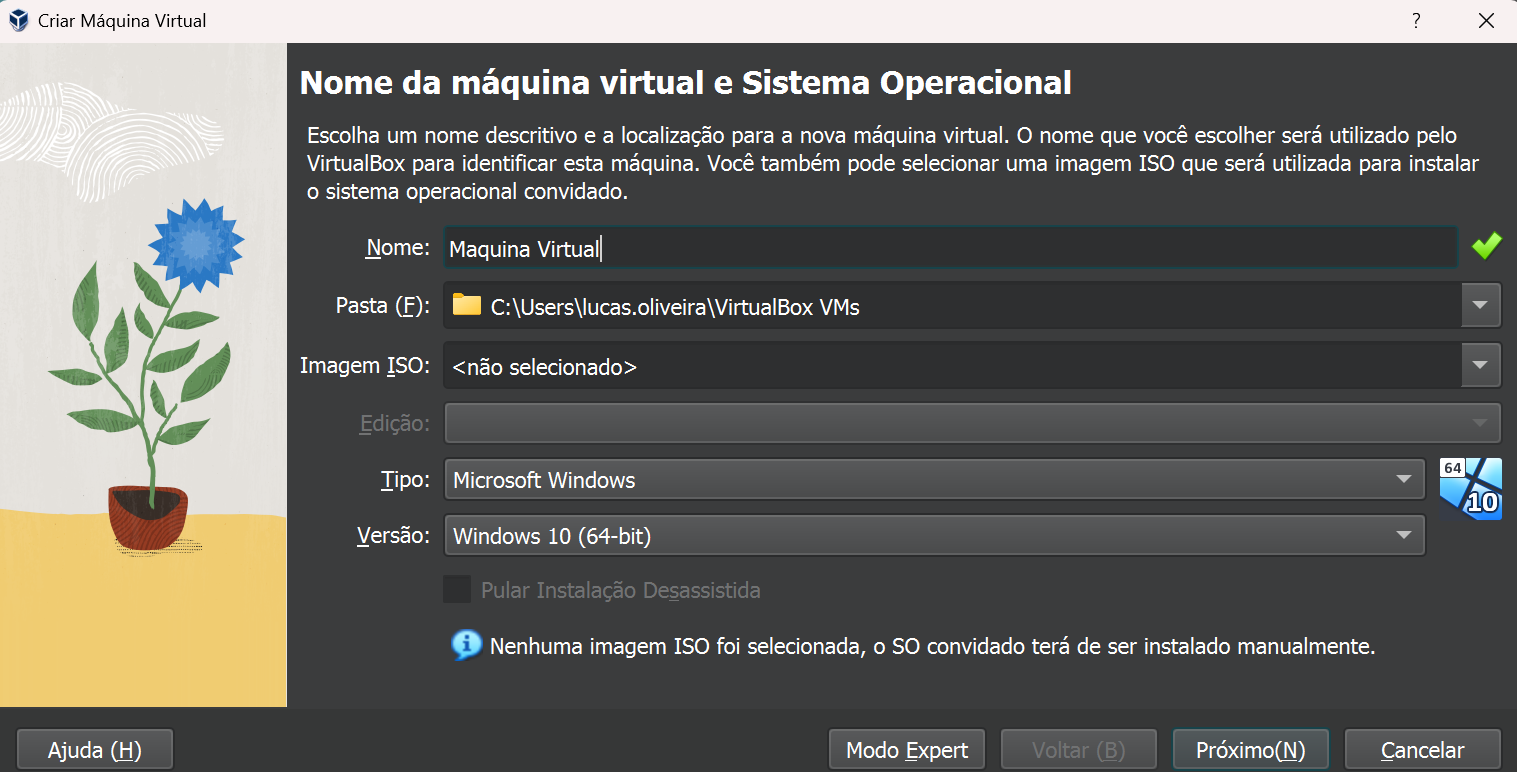 Criar Máquina Virtual
?
Nome da máquina virtual e Sistema Operacional
Escolha um nome descritivo e a localização para a nova máquina virtual. O nome que você escolher será utilizado pelo
VirtualBox para identificar esta máquina. Você também pode selecionar uma imagem ISO que será utilizada para instalar
o sistema operacional convidado.
Nome: Maquina Virtual
Pasta (F): C:\Users\lucas.oliveira\VirtualBox VMs
Imagem ISO: <não selecionado>
Edição:
Tipo: Microsoft Windows
64
10
Versão: Windows 10 (64-bit)
Pular Instalação Desassistida
Nenhuma imagem ISO foi selecionada, o SO convidado terá de ser instalado manualmente.
Ajuda (H) Modo Expert Voltar (B) Próximo(N) Cancelar